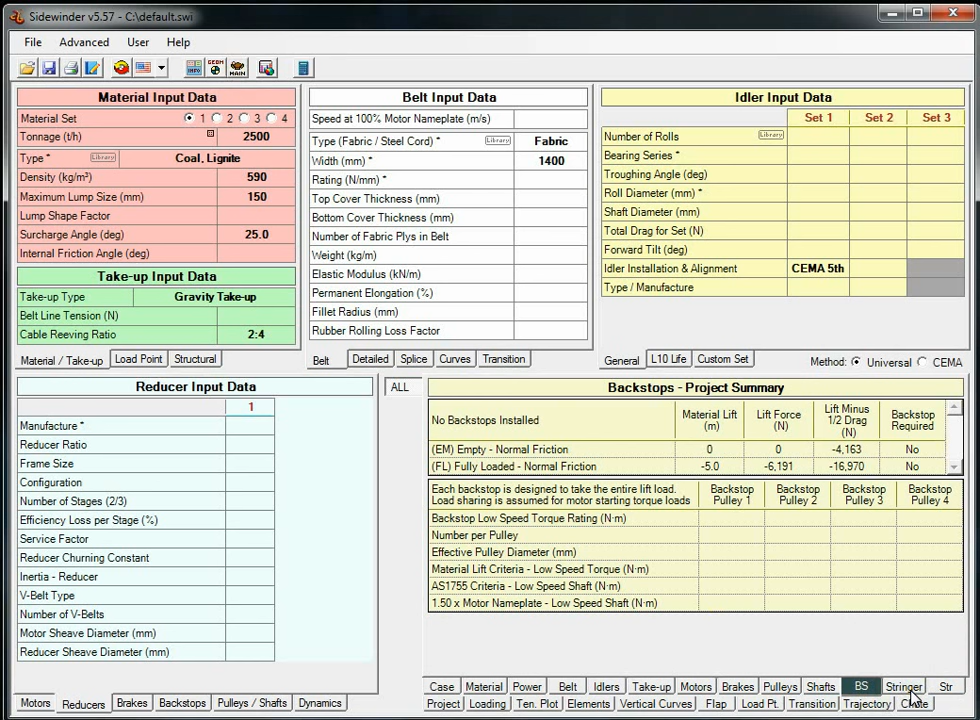 Sidewinder v5.57 - C:\default.swi
File Advanced User Help
Material Input Data
Material Set 1 2 3 4
Tonnage (t/h) 2500
Type * Library Coal, Lignite
Density (kg/m³) 590
Maximum Lump Size (mm) 150
Lump Shape Factor
Surcharge Angle (deg) 25.0
Internal Friction Angle (deg)
Take-up Input Data
Take-up Type Gravity Take-up
Belt Line Tension (N)
Cable Reeving Ratio 2:4
Material / Take-up Load Point Structural
Belt Input Data
Speed at 100% Motor Nameplate (m/s)
Type (Fabric / Steel Cord) * Library Fabric
Width (mm) * 1400
Rating (N/mm) *
Top Cover Thickness (mm)
Bottom Cover Thickness (mm)
Number of Fabric Plys in Belt
Weight (kg/m)
Elastic Modulus (kN/m)
Permanent Elongation (%)
Fillet Radius (mm)
Rubber Rolling Loss Factor
Belt Detailed Splice Curves Transition
Idler Input Data
Set 1 Set 2 Set 3
Number of Rolls Library
Bearing Series *
Troughing Angle (deg)
Roll Diameter (mm) *
Shaft Diameter (mm)
Total Drag for Set (N)
Forward Tilt (deg)
Idler Installation & Alignment CEMA 5th
Type / Manufacture
General L10 Life Custom Set Method: Universal CEMA
Reducer Input Data
1
Manufacture *
Reducer Ratio
Frame Size
Configuration
Number of Stages (2/3)
Efficiency Loss per Stage (%)
Service Factor
Reducer Churning Constant
Inertia - Reducer
V-Belt Type
Number of V-Belts
Motor Sheave Diameter (mm)
Reducer Sheave Diameter (mm)
Motors Reducers Brakes Backstops Pulleys / Shafts Dynamics
ALL
Backstops - Project Summary
No Backstops Installed Material Lift (m) Lift Force (N) Lift Minus 1/2 Drag (N) Backstop Required
(EM) Empty - Normal Friction 0 0 -4,163 No
(FL) Fully Loaded - Normal Friction -5.0 -6,191 -16,970 No
Each backstop is designed to take the entire lift load. Backstop Backstop Backstop Backstop
Load sharing is assumed for motor starting torque loads Pulley 1 Pulley 2 Pulley 3 Pulley 4
Backstop Low Speed Torque Rating (N·m)
Number per Pulley
Effective Pulley Diameter (mm)
Material Lift Criteria - Low Speed Torque (N·m)
AS1755 Criteria - Low Speed Shaft (N·m)
1.50 x Motor Nameplate - Low Speed Shaft (N·m)
Case Material Power Belt Idlers Take-up Motors Brakes Pulleys Shafts BS Stringer Str
Project Loading Ten. Plot Elements Vertical Curves Flap Load Pt. Transition Trajectory